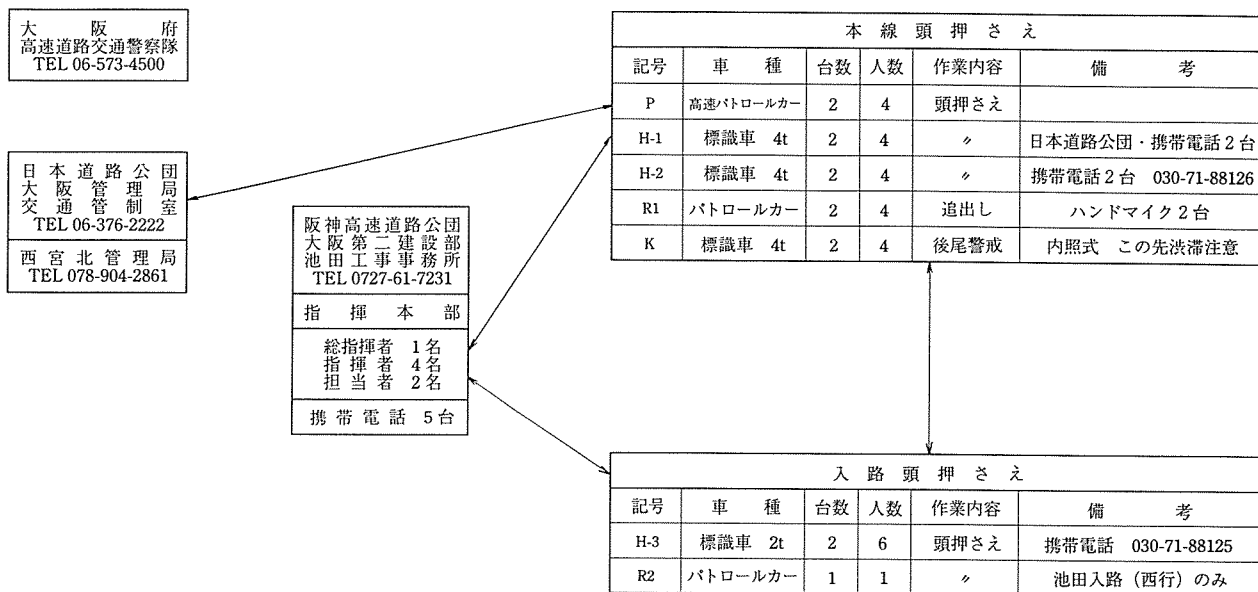 大阪府
高速道路交通警察隊
TEL 06-573-4500
日本道路公団
大阪管理局
交通管制室
TEL 06-376-2222
西宮北管理局
TEL 078-904-2861
阪神高速道路公団
大阪第二建設部
池田工事事務所
TEL 0727-61-7231
指揮本部
総指揮者 1名
指揮者 4名
担当者 2名
携帯電話 5台
本線頭押さえ
記号 車種 台数 人数 作業内容 備考
P 高速パトロールカー 2 4 頭押さえ
H-1 標識車 4t 2 4 〃 日本道路公団・携帯電話2台
H-2 標識車 4t 2 4 〃 携帯電話2台 030-71-88126
R1 パトロールカー 2 4 追出し ハンドマイク2台
K 標識車 4t 2 4 後尾警戒 内照式 この先渋滞注意
入路頭押さえ
記号 車種 台数 人数 作業内容 備考
H-3 標識車 2t 2 6 頭押さえ 携帯電話 030-71-88125
R2 パトロールカー 1 1 〃 池田入路（西行）のみ